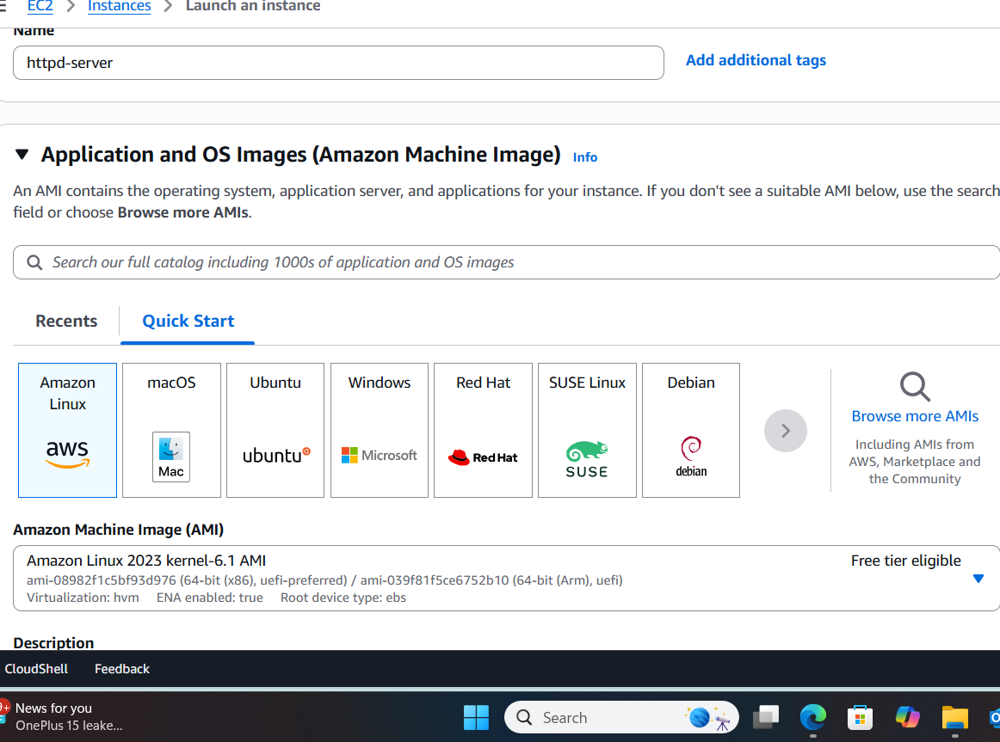 EC2 Instances Launch an instance
Name
httpd-server
Add additional tags
Application and OS Images (Amazon Machine Image) Info
An AMI contains the operating system, application server, and applications for your instance. If you don't see a suitable AMI below, use the search
field or choose Browse more AMIs.
Search our full catalog including 1000s of application and OS images
Recents
Quick Start
Amazon
Linux
aws
macOS
Mac
Ubuntu
ubuntu
Windows
Microsoft
Red Hat
Red Hat
SUSE Linux
SUSE
Debian
debian
Browse more AMIs
Including AMIs from
AWS, Marketplace and
the Community
Amazon Machine Image (AMI)
Amazon Linux 2023 kernel-6.1 AMI
Free tier eligible
ami-08982f1c5bf93d976 (64-bit (x86), uefi-preferred) / ami-039f81f5ce6752b10 (64-bit (Arm), uefi)
Virtualization: hvm ENA enabled: true Root device type: ebs
Description
CloudShell Feedback
9+
News for you
OnePlus 15 leake...
Search